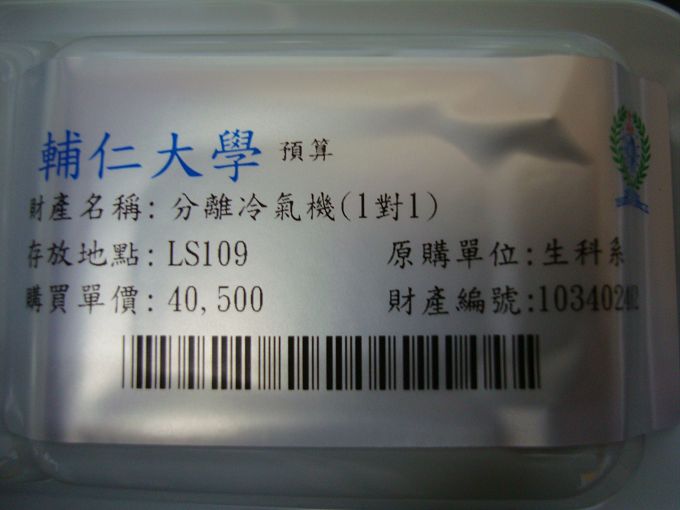 輔仁大學 預算
財產名稱: 分離冷氣機(1對1)
存放地點: LS109 原購單位:生科系
購買單價: 40,500 財產編號: